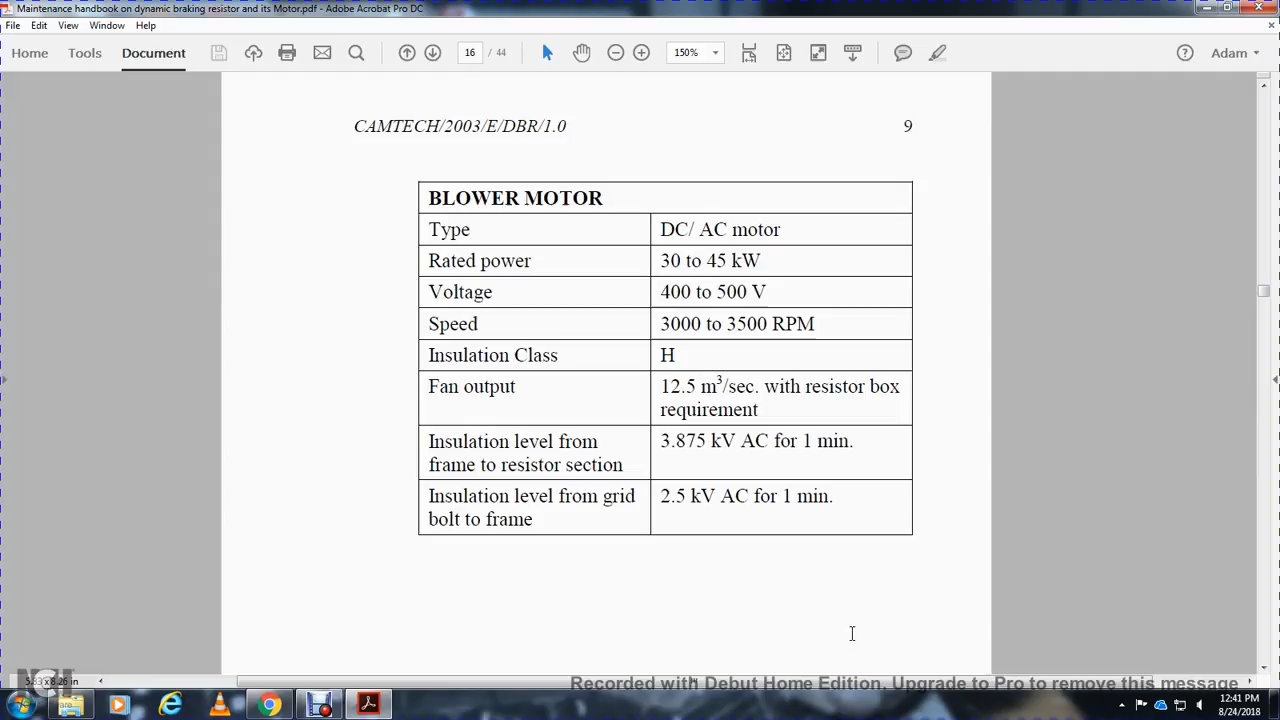 Maintenance handbook on dynamic braking resistor and its Motor.pdf - Adobe Acrobat Pro DC
File Edit View Window Help
Home Tools Document 16 / 44 150% Adam
CAMTECH/2003/E/DBR/1.0 9
BLOWER MOTOR
Type DC/ AC motor
Rated power 30 to 45 kW
Voltage 400 to 500 V
Speed 3000 to 3500 RPM
Insulation Class H
Fan output 12.5 m³/sec. with resistor box
requirement
Insulation level from
frame to resistor section
3.875 kV AC for 1 min.
Insulation level from grid
bolt to frame
2.5 kV AC for 1 min.
x 8.26 in
Recorded with Debut Home Edition. Upgrade to Pro to remove this message
12:41 PM
8/24/2018